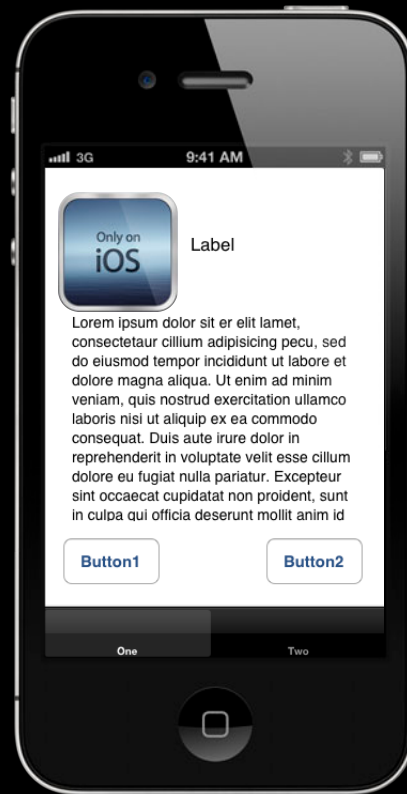 3G 9:41 AM
Only on
iOS
Label
Lorem ipsum dolor sit er elit lamet,
consectetaur cillium adipisicing pecu, sed
do eiusmod tempor incididunt ut labore et
dolore magna aliqua. Ut enim ad minim
veniam, quis nostrud exercitation ullamco
laboris nisi ut aliquip ex ea commodo
consequat. Duis aute irure dolor in
reprehenderit in voluptate velit esse cillum
dolore eu fugiat nulla pariatur. Excepteur
sint occaecat cupidatat non proident, sunt
in culpa qui officia deserunt mollit anim id
Button1 Button2
One Two